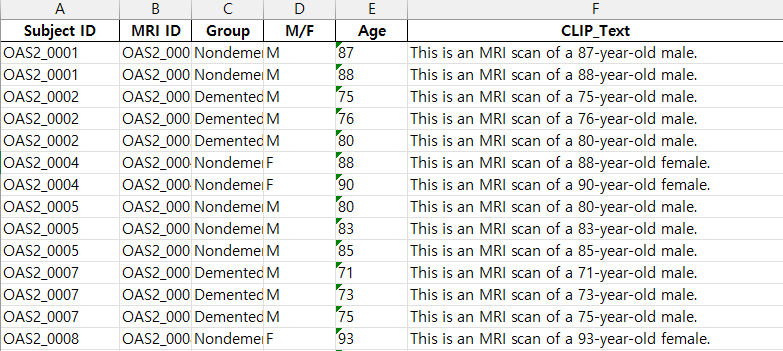 A B C D E F
Subject ID MRI ID Group M/F Age CLIP_Text
OAS2_0001 OAS2_000 Nondemei M 87 This is an MRI scan of a 87-year-old male.
OAS2_0001 OAS2_000 Nondemei M 88 This is an MRI scan of a 88-year-old male.
OAS2_0002 OAS2_000 Demented M 75 This is an MRI scan of a 75-year-old male.
OAS2_0002 OAS2_000 Demented M 76 This is an MRI scan of a 76-year-old male.
OAS2_0002 OAS2_000 Demented M 80 This is an MRI scan of a 80-year-old male.
OAS2_0004 OAS2_000 Nondemei F 88 This is an MRI scan of a 88-year-old female.
OAS2_0004 OAS2_000 Nondemei F 90 This is an MRI scan of a 90-year-old female.
OAS2_0005 OAS2_000 Nondemei M 80 This is an MRI scan of a 80-year-old male.
OAS2_0005 OAS2_000 Nondemei M 83 This is an MRI scan of a 83-year-old male.
OAS2_0005 OAS2_000 Nondemei M 85 This is an MRI scan of a 85-year-old male.
OAS2_0007 OAS2_000 Demented M 71 This is an MRI scan of a 71-year-old male.
OAS2_0007 OAS2_000 Demented M 73 This is an MRI scan of a 73-year-old male.
OAS2_0007 OAS2_000 Demented M 75 This is an MRI scan of a 75-year-old male.
OAS2_0008 OAS2_000 Nondemei F 93 This is an MRI scan of a 93-year-old female.